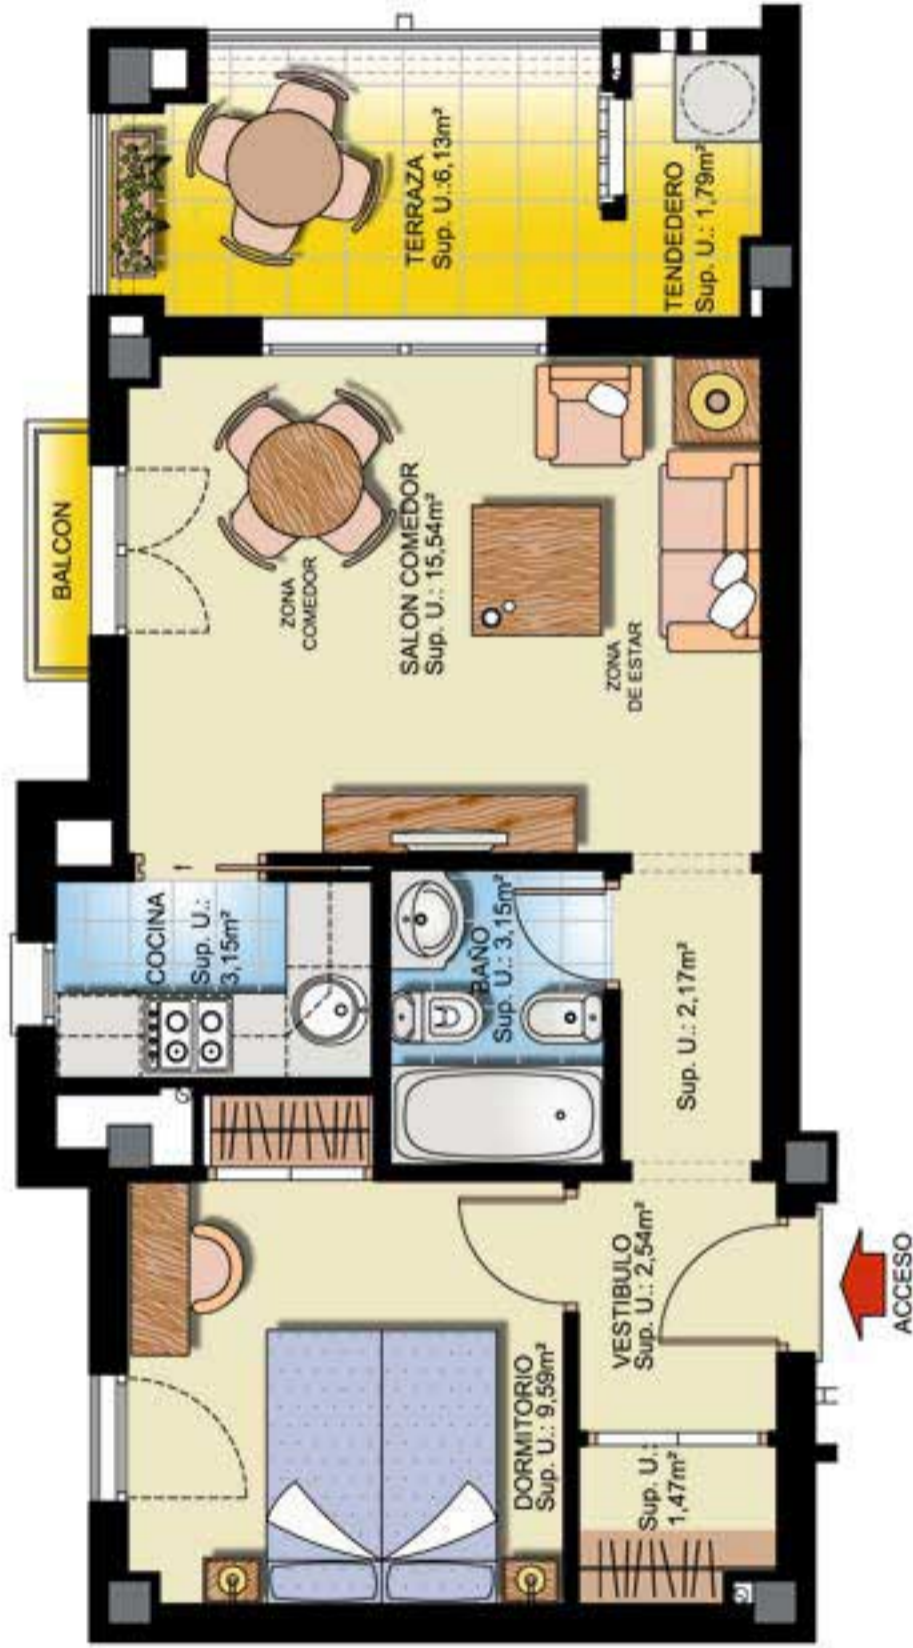 BALCON
TERRAZA
Sup. U.:6,13m²
TENDEDERO
Sup. U.: 1,79m²
ZONA
COMEDOR
SALON COMEDOR
Sup. U.: 15,54m²
ZONA
DE ESTAR
COCINA
Sup. U.:
3,15m²
BAÑO
Sup. U.: 3,15m²
Sup. U.: 2,17m²
DORMITORIO
Sup. U.: 9,59m²
VESTIBULO
Sup. U.: 2,54m²
Sup. U.:
1,47m²
ACCESO